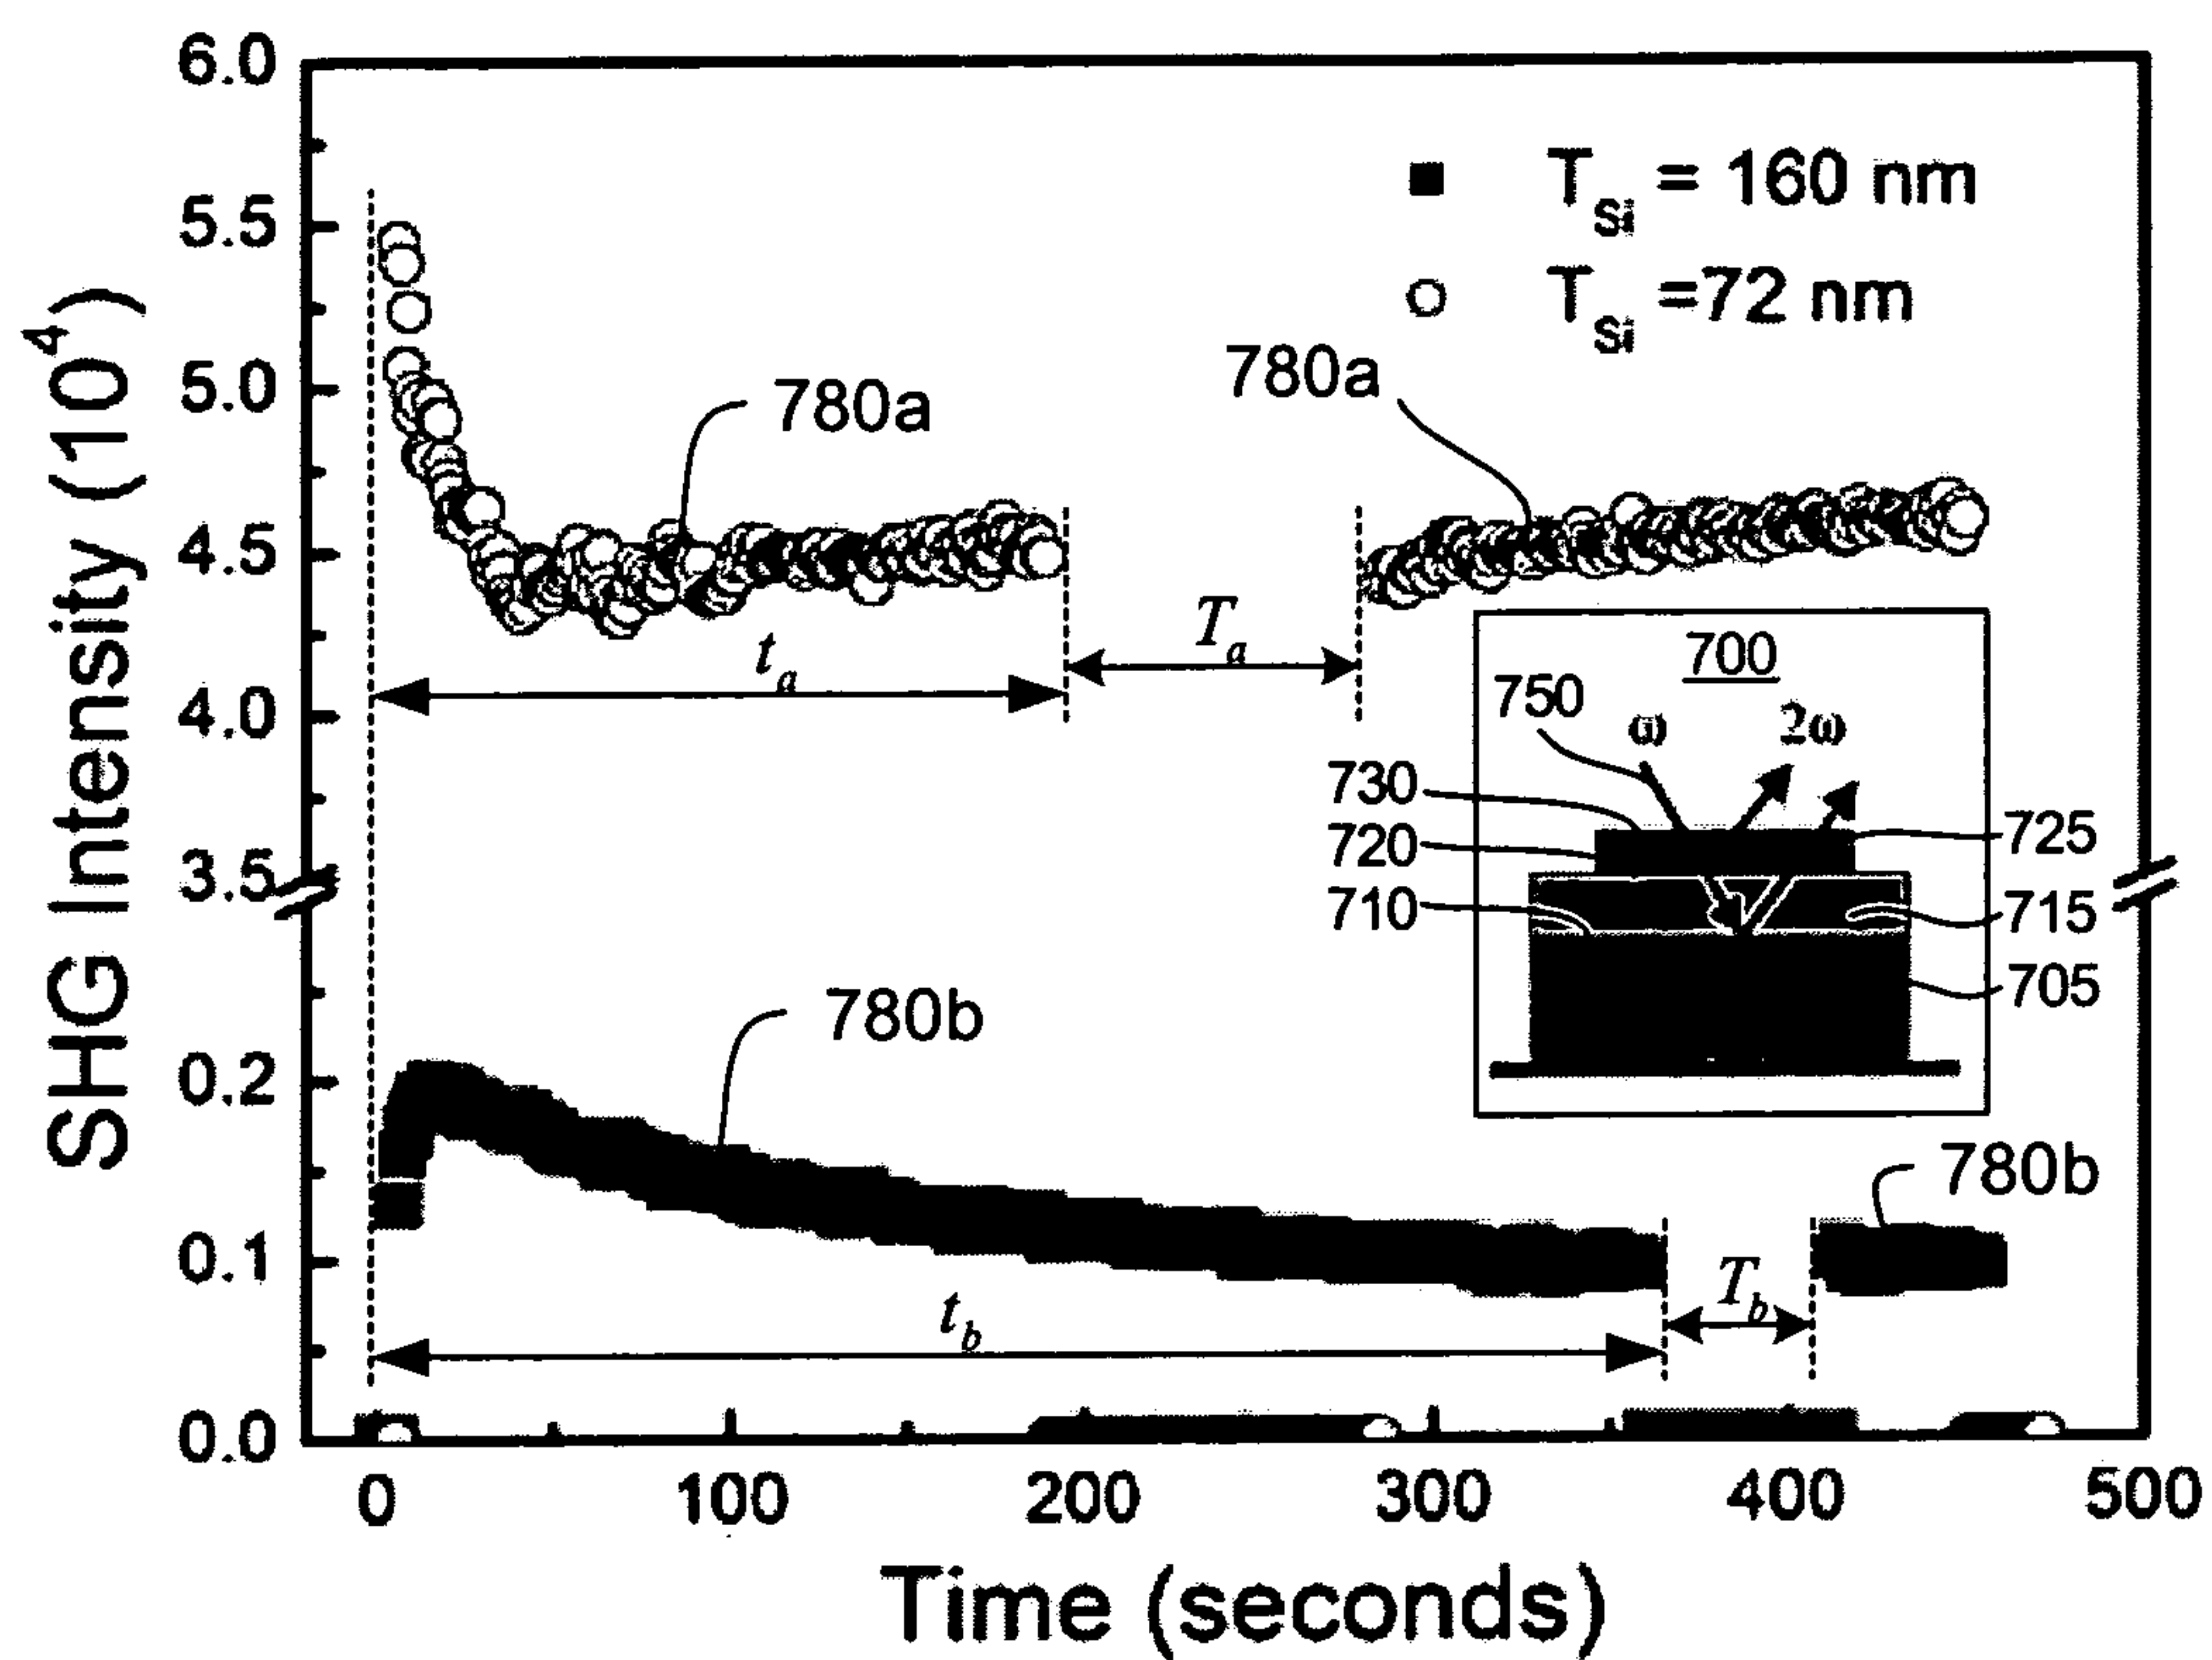 SHG Intensity (10⁴)
6.0
5.5
5.0
4.5
4.0
3.5
0.2
0.1
0.0
T_Si = 160 nm
T_Si =72 nm
780a
780a
t_a
T_a
700
750
ω
2ω
730
720
710
725
715
705
780b
780b
t_b
T_b
0 100 200 300 400 500
Time (seconds)